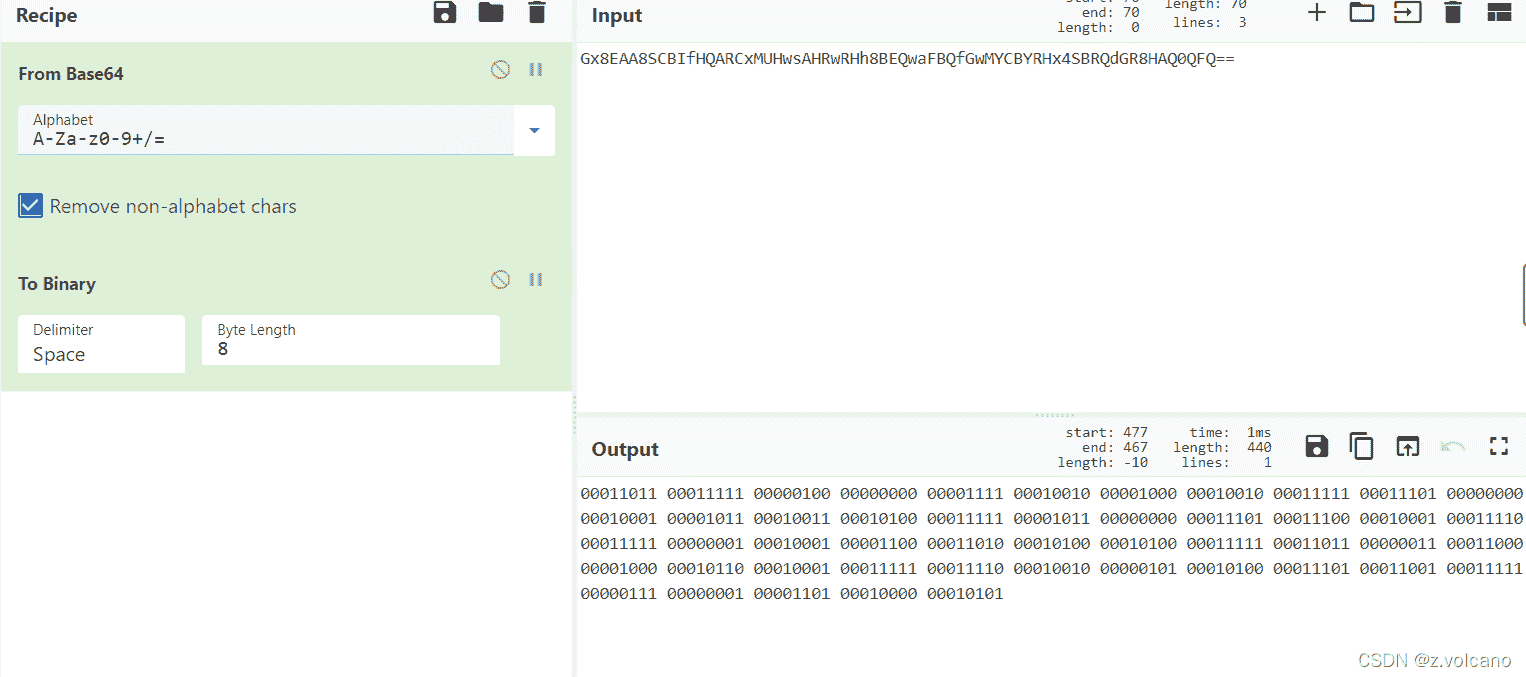 Recipe
From Base64
Alphabet
A-Za-z0-9+/=
Remove non-alphabet chars
To Binary
Delimiter
Space
Byte Length
8
Input
start: 70
end: 70
length: 0
length: 70
lines: 3
Gx8EAA8SCBIfHQARCxMUHwsAHRwRHh8BEQwaFBQfGwMYCBYRHx4SBRQdGR8HAQ0QFQ==
Output
start: 477
end: 467
length: -10
time: 1ms
length: 440
lines: 1
00011011 00011111 00000100 00000000 00001111 00010010 00001000 00010010 00011111 00011101 00000000
00010001 00001011 00010011 00010100 00011111 00001011 00000000 00011101 00011100 00010001 00011110
00011111 00000001 00010001 00001100 00011010 00010100 00010100 00011111 00011011 00000011 00011000
00001000 00010110 00010001 00011111 00011110 00010010 00000101 00010100 00011101 00011001 00011111
00000111 00000001 00001101 00010000 00010101
CSDN @z.volcano